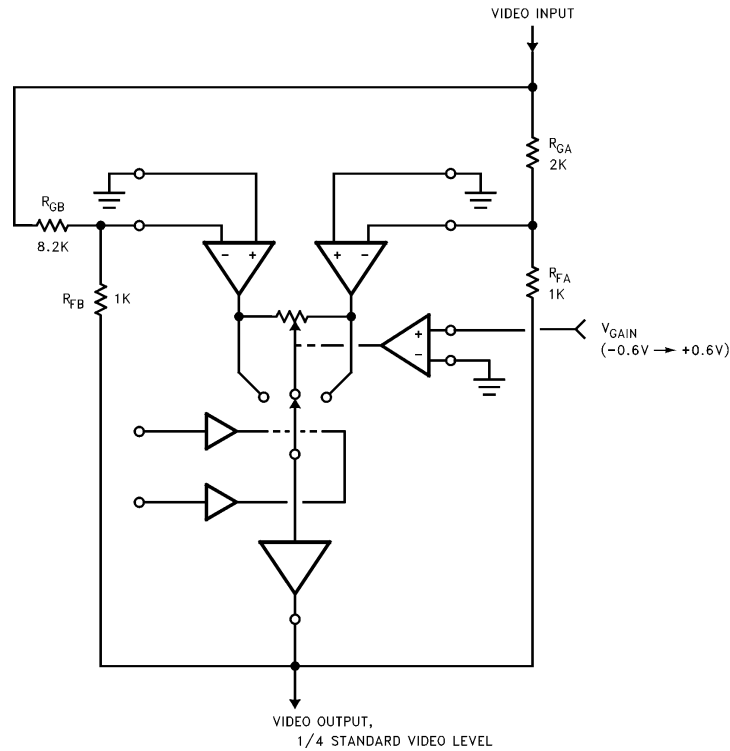 VIDEO INPUT
R_GA
2K
R_GB
8.2K
- +
+ -
R_FB
1K
R_FA
1K
+
-
V_GAIN
(-0.6V → +0.6V)
VIDEO OUTPUT,
1/4 STANDARD VIDEO LEVEL